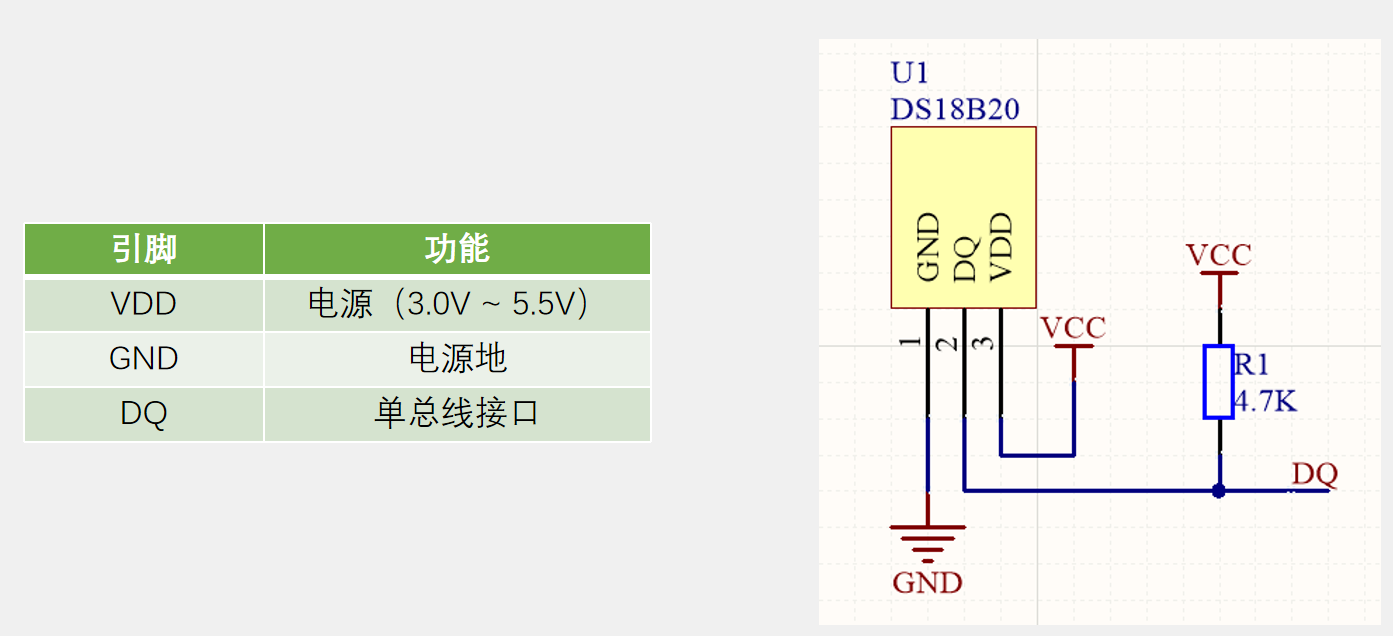 引脚 功能
VDD 电源（3.0V ~ 5.5V）
GND 电源地
DQ 单总线接口
U1
DS18B20
GND
DQ
VDD
1
2
3
VCC
VCC
R1
4.7K
DQ
GND